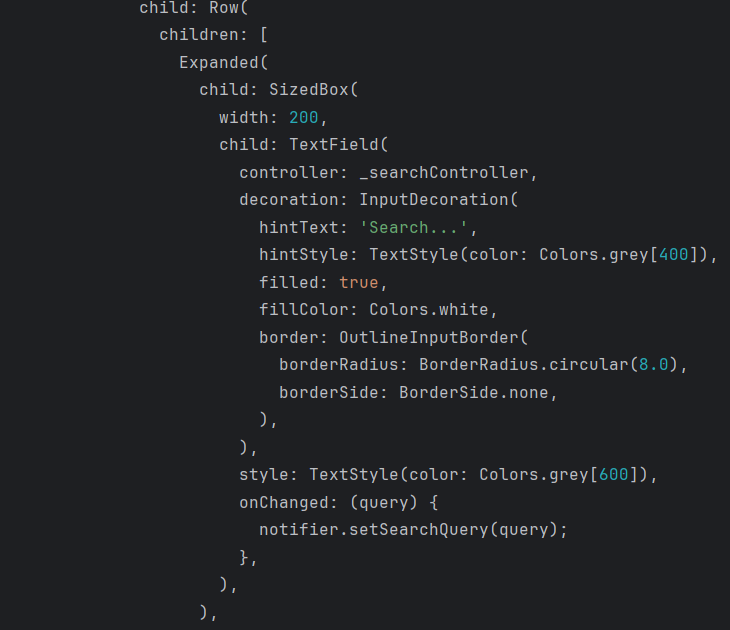 child: Row(
children: [
Expanded(
child: SizedBox(
width: 200,
child: TextField(
controller: _searchController,
decoration: InputDecoration(
hintText: 'Search...',
hintStyle: TextStyle(color: Colors.grey[400]),
filled: true,
fillColor: Colors.white,
border: OutlineInputBorder(
borderRadius: BorderRadius.circular(8.0),
borderSide: BorderSide.none,
),
),
style: TextStyle(color: Colors.grey[600]),
onChanged: (query) {
notifier.setSearchQuery(query);
},
),
),